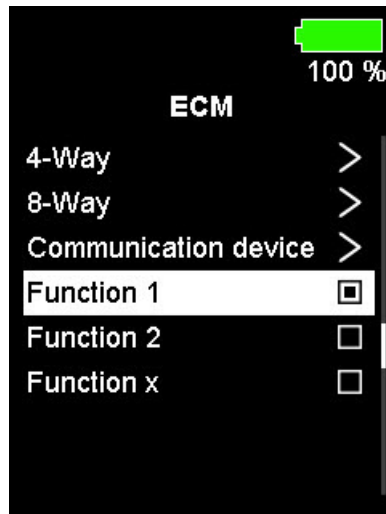 100 %
ECM
4-Way
8-Way
Communication device
Function 1
Function 2
Function x